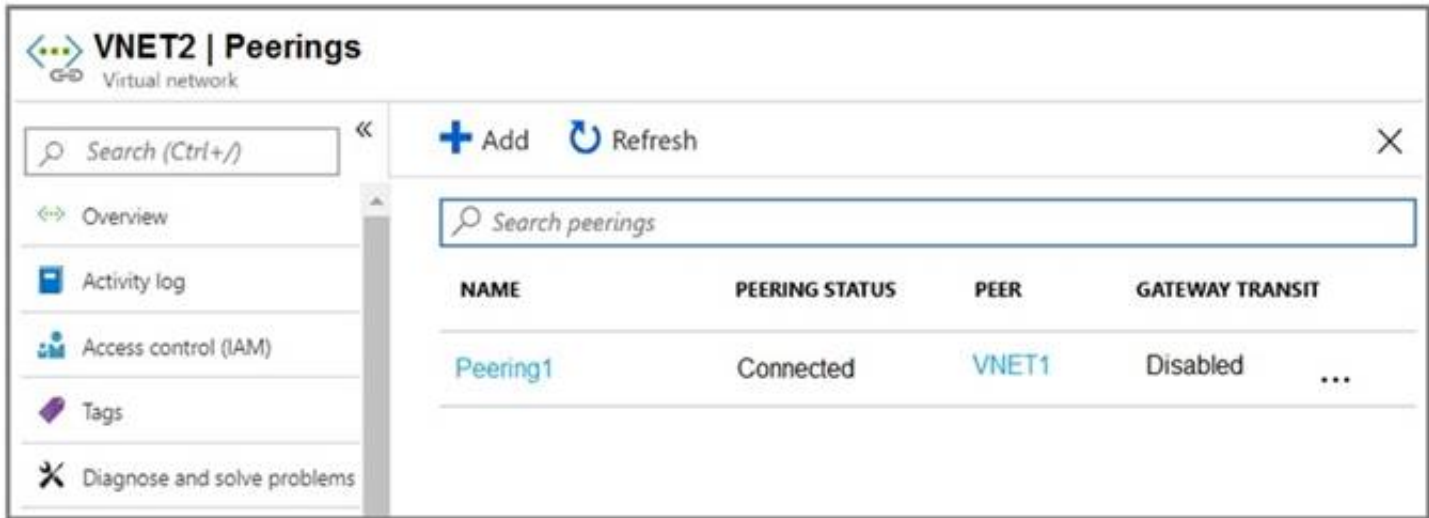 VNET2 | Peerings
Virtual network
Search (Ctrl+/)
«
Add
Refresh
Overview
Search peerings
Activity log
NAME PEERING STATUS PEER GATEWAY TRANSIT
Access control (IAM)
Peering1 Connected VNET1 Disabled ...
Tags
Diagnose and solve problems